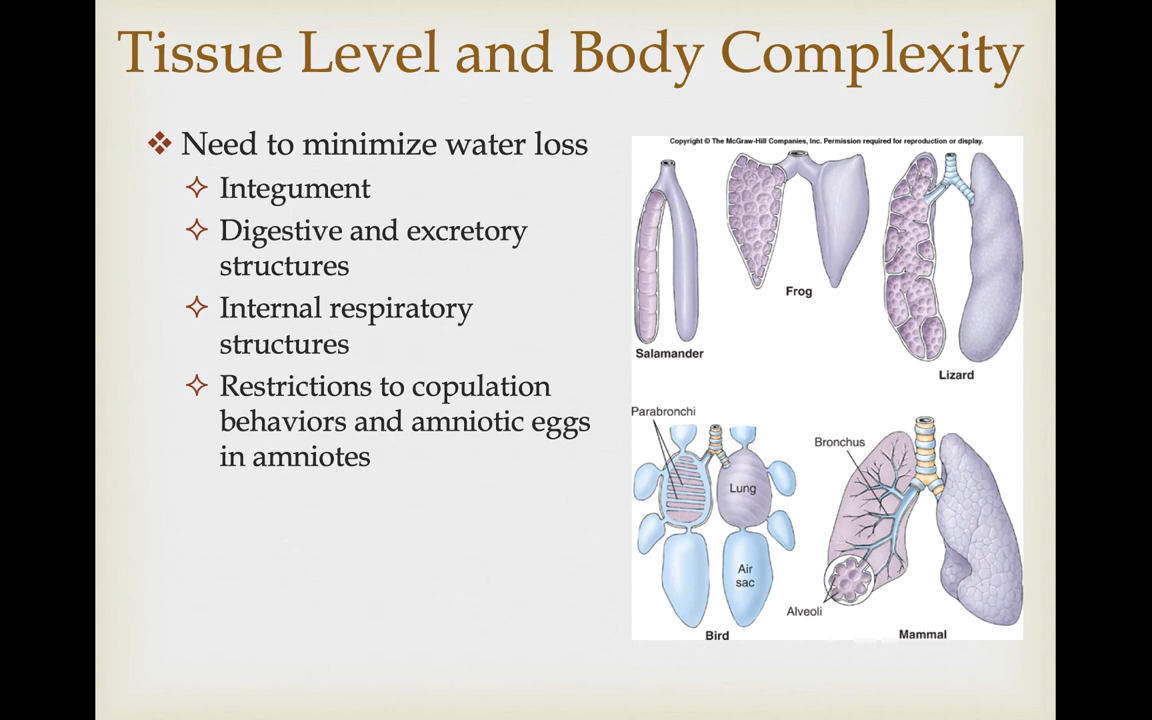 Tissue Level and Body Complexity
Need to minimize water loss
Integument
Digestive and excretory
structures
Internal respiratory
structures
Restrictions to copulation
behaviors and amniotic eggs
in amniotes
Copyright © The McGraw-Hill Companies, Inc. Permission required for reproduction or display.
Salamander
Frog
Lizard
Parabronchi
Lung
Air
sac
Bird
Bronchus
Alveoli
Mammal